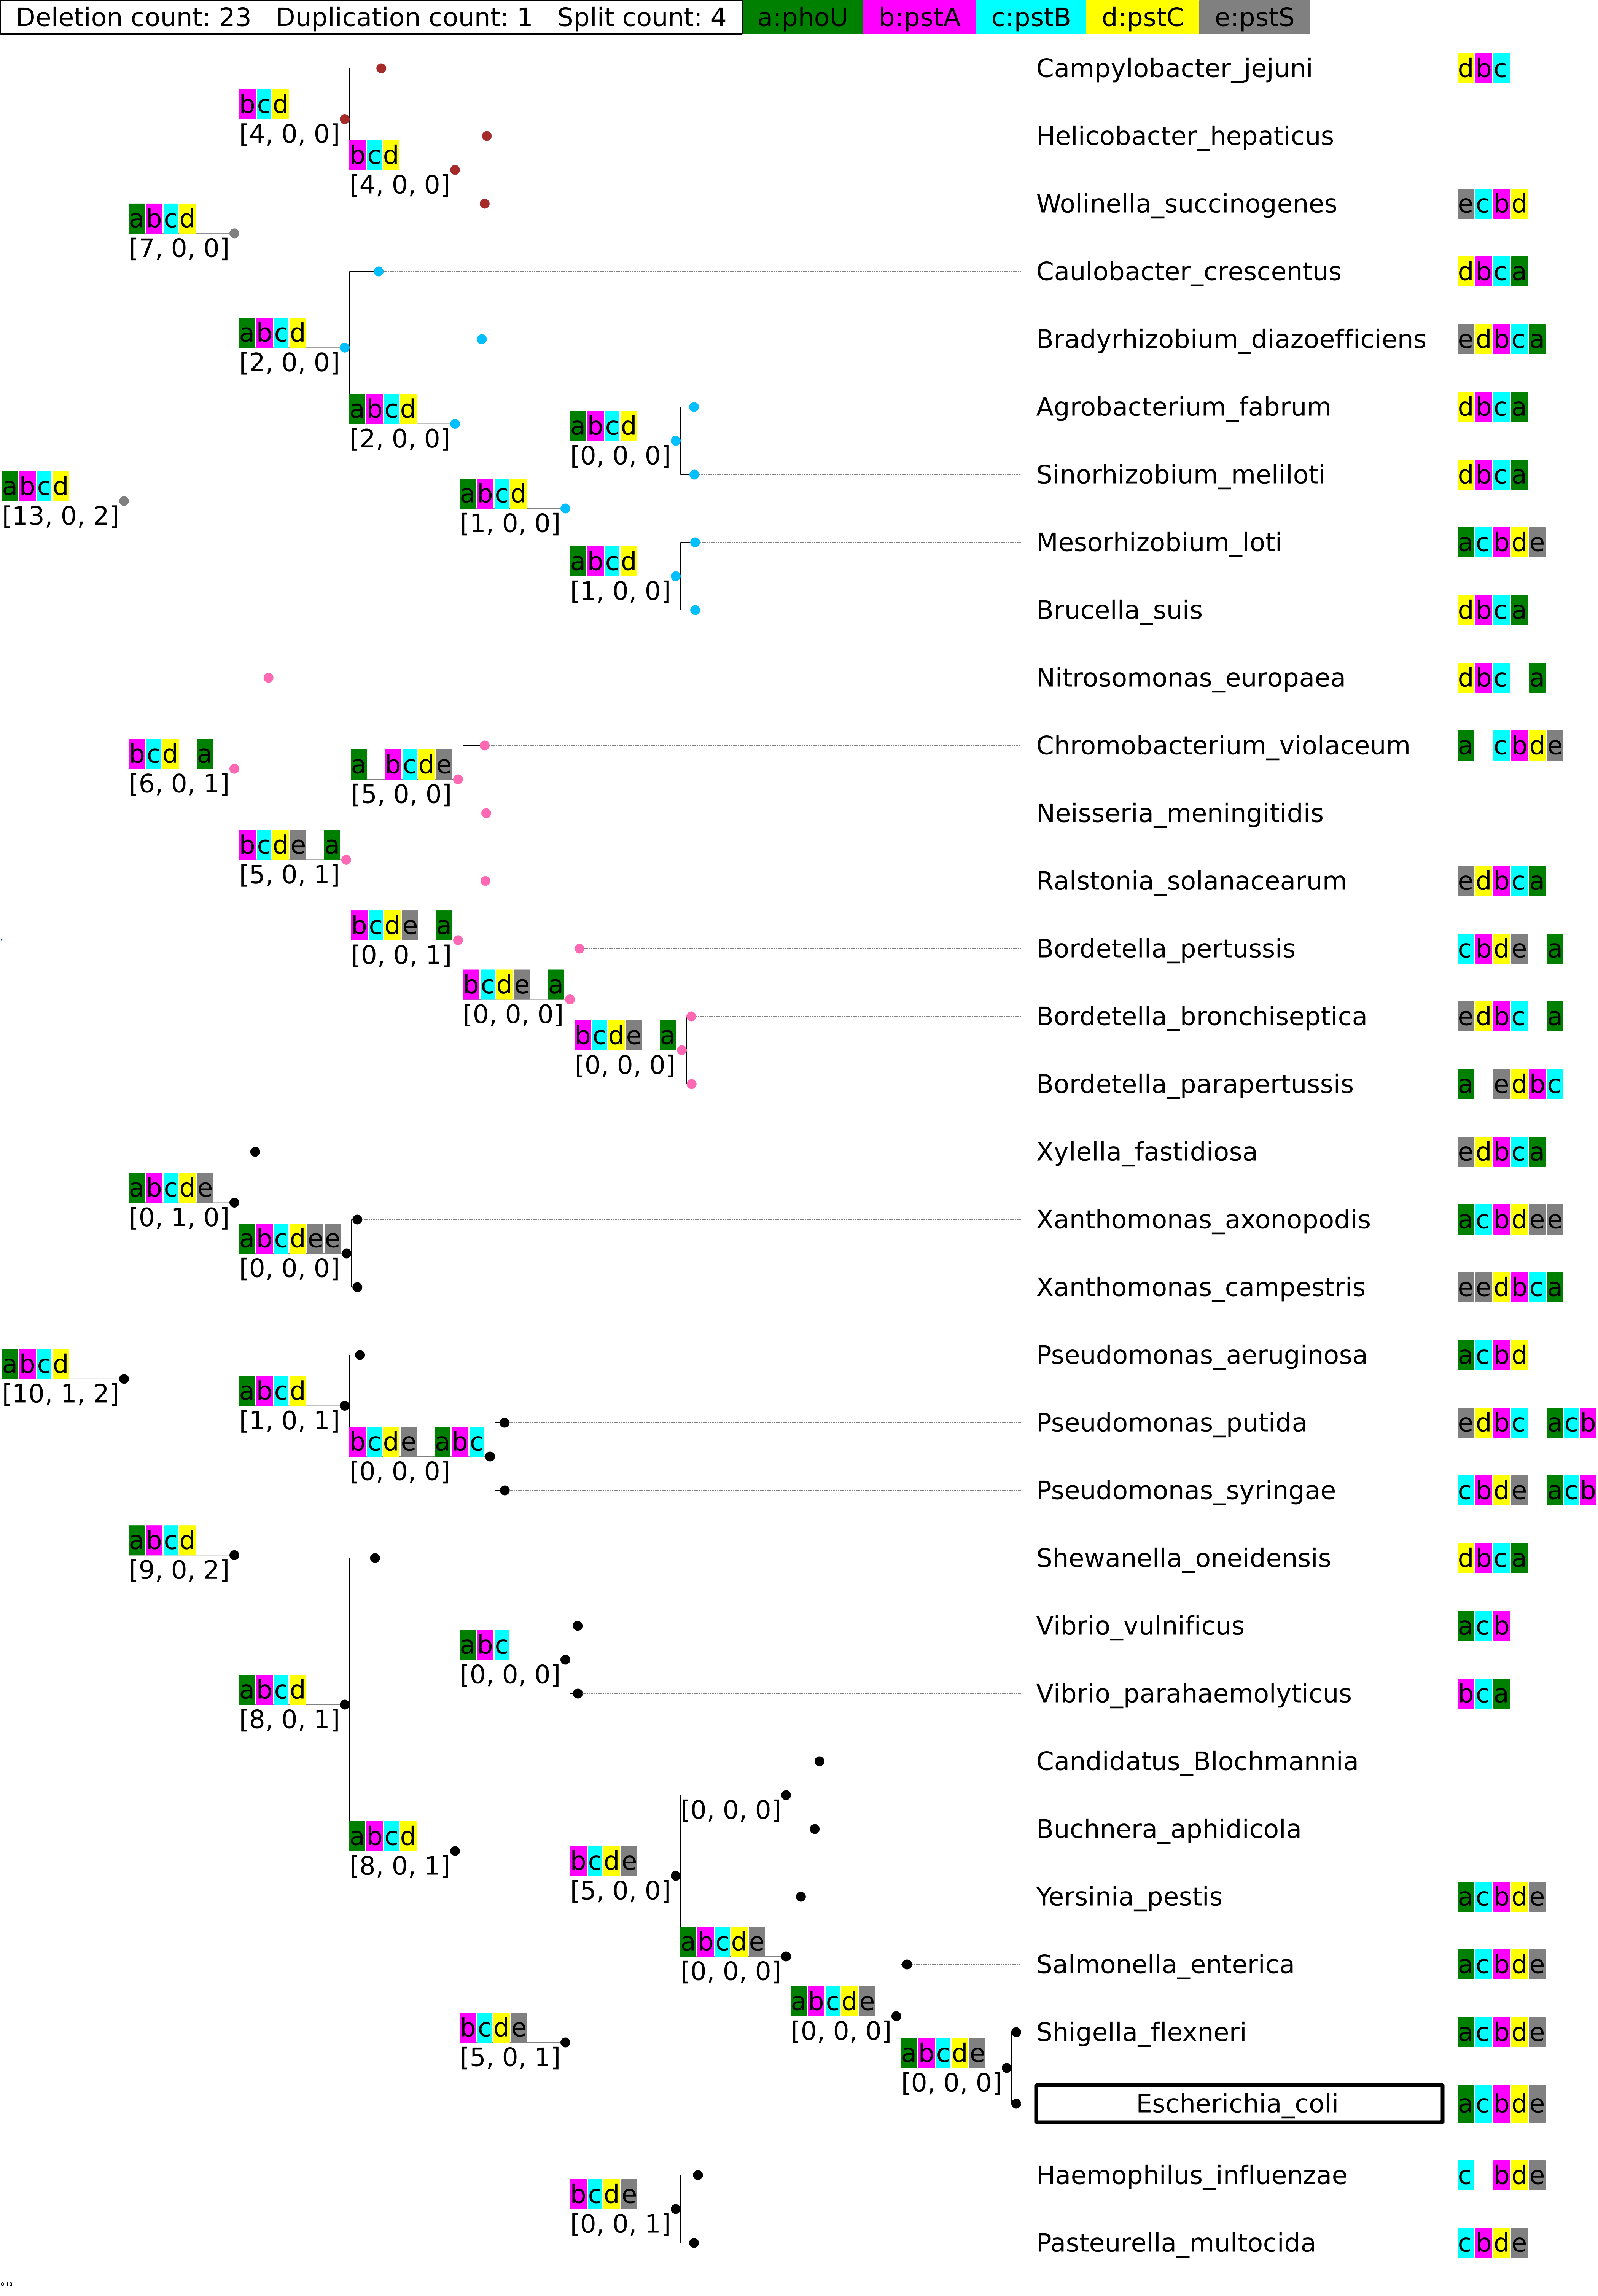 Deletion count: 23 Duplication count: 1 Split count: 4 a:phoU b:pstA c:pstB d:pstC e:pstS
Campylobacter_jejuni dbc
bcd
[4, 0, 0]
Helicobacter_hepaticus
bcd
[4, 0, 0]
Wolinella_succinogenes ecbd
abcd
[7, 0, 0]
Caulobacter_crescentus dbca
abcd
[2, 0, 0]
Bradyrhizobium_diazoefficiens edbca
abcd
[2, 0, 0]
Agrobacterium_fabrum dbca
abcd
[0, 0, 0]
Sinorhizobium_meliloti dbca
abcd
[13, 0, 2]
abcd
[1, 0, 0]
Mesorhizobium_loti acbde
abcd
[1, 0, 0]
Brucella_suis dbca
Nitrosomonas_europaea dbc a
bcd a
[6, 0, 1]
Chromobacterium_violaceum a cbde
a bcde
[5, 0, 0]
Neisseria_meningitidis
bcde a
[5, 0, 1]
Ralstonia_solanacearum edbca
bcde a
[0, 0, 1]
Bordetella_pertussis cbde a
bcde a
[0, 0, 0]
Bordetella_bronchiseptica edbc a
bcde a
[0, 0, 0]
Bordetella_parapertussis a edbc
Xylella_fastidiosa edbca
abcde
[0, 1, 0]
Xanthomonas_axonopodis acbdee
abcdee
[0, 0, 0]
Xanthomonas_campestris eedbca
Pseudomonas_aeruginosa acbd
abcd
[10, 1, 2]
abcd
[1, 0, 1]
Pseudomonas_putida edbc acb
bcde abc
[0, 0, 0]
Pseudomonas_syringae cbde acb
abcd
[9, 0, 2]
Shewanella_oneidensis dbca
Vibrio_vulnificus acb
abc
[0, 0, 0]
Vibrio_parahaemolyticus bca
abcd
[8, 0, 1]
Candidatus_Blochmannia
[0, 0, 0]
Buchnera_aphidicola
abcd
[8, 0, 1]
bcde
[5, 0, 0]
Yersinia_pestis acbde
abcde
[0, 0, 0]
Salmonella_enterica acbde
abcde
[0, 0, 0]
Shigella_flexneri acbde
bcde
[5, 0, 1]
abcde
[0, 0, 0]
Escherichia_coli acbde
Haemophilus_influenzae c bde
bcde
[0, 0, 1]
Pasteurella_multocida cbde
0.10